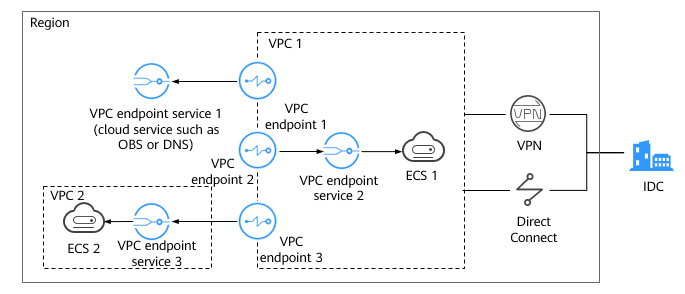 Region
VPC 1
VPC endpoint service 1
(cloud service such as
OBS or DNS)
VPC
endpoint 1
VPC
endpoint 2
VPC endpoint
service 2
ECS 1
VPN
VPN
IDC
Direct
Connect
VPC 2
ECS 2
VPC endpoint
service 3
VPC
endpoint 3